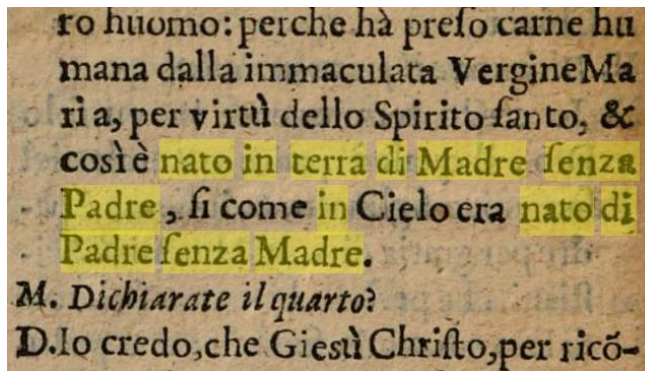 ro huomo: perche hà preſo carne hu
mana dalla immaculata Vergine Ma
ria, per virtù dello Spirito ſanto, &
così è nato in terra di Madre ſenza
Padre, ſi come in Cielo era nato di
Padre ſenza Madre.
M. Dichiarate il quarto?
D. Io credo, che Gieſù Chriſto, per ricõ-